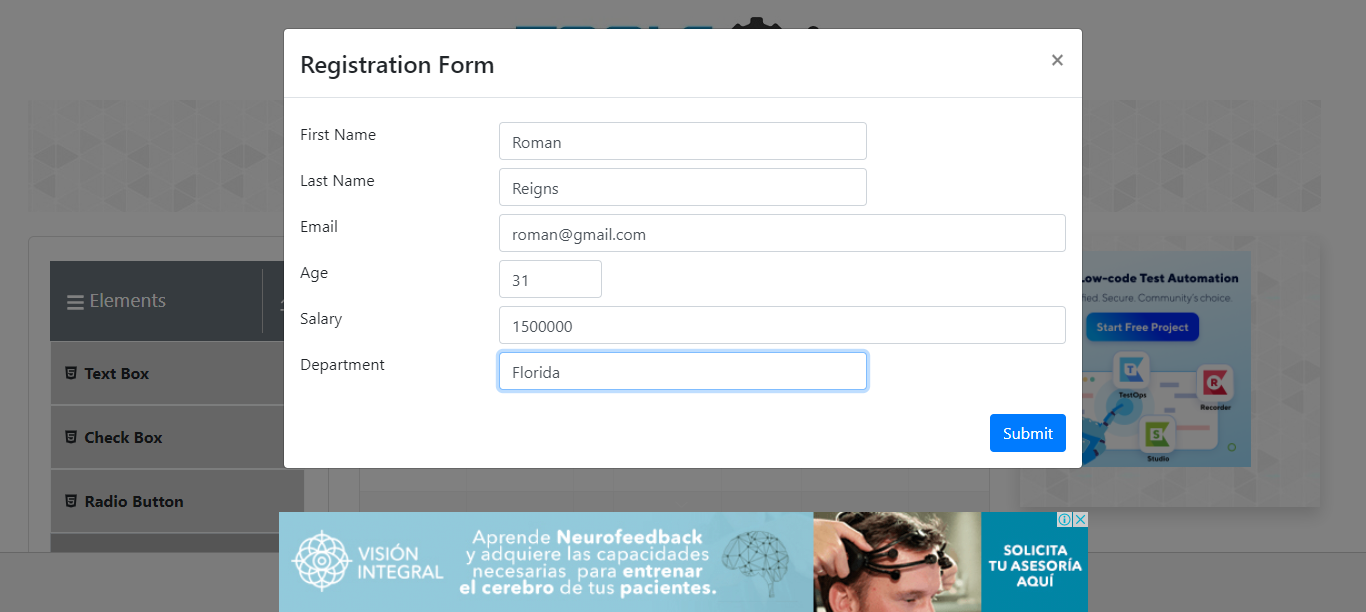 Registration Form
×
First Name
Roman
Last Name
Reigns
Email
roman@gmail.com
Age
31
Salary
1500000
Department
Florida
Submit
Elements
Text Box
Check Box
Radio Button
Low-code Test Automation
Secure. Community's choice.
Start Free Project
TestOps
Recorder
Studio
VISIÓN
INTEGRAL
Aprende Neurofeedback
y adquiere las capacidades
necesarias para entrenar
el cerebro de tus pacientes.
SOLICITA
TU ASESORÍA
AQUÍ